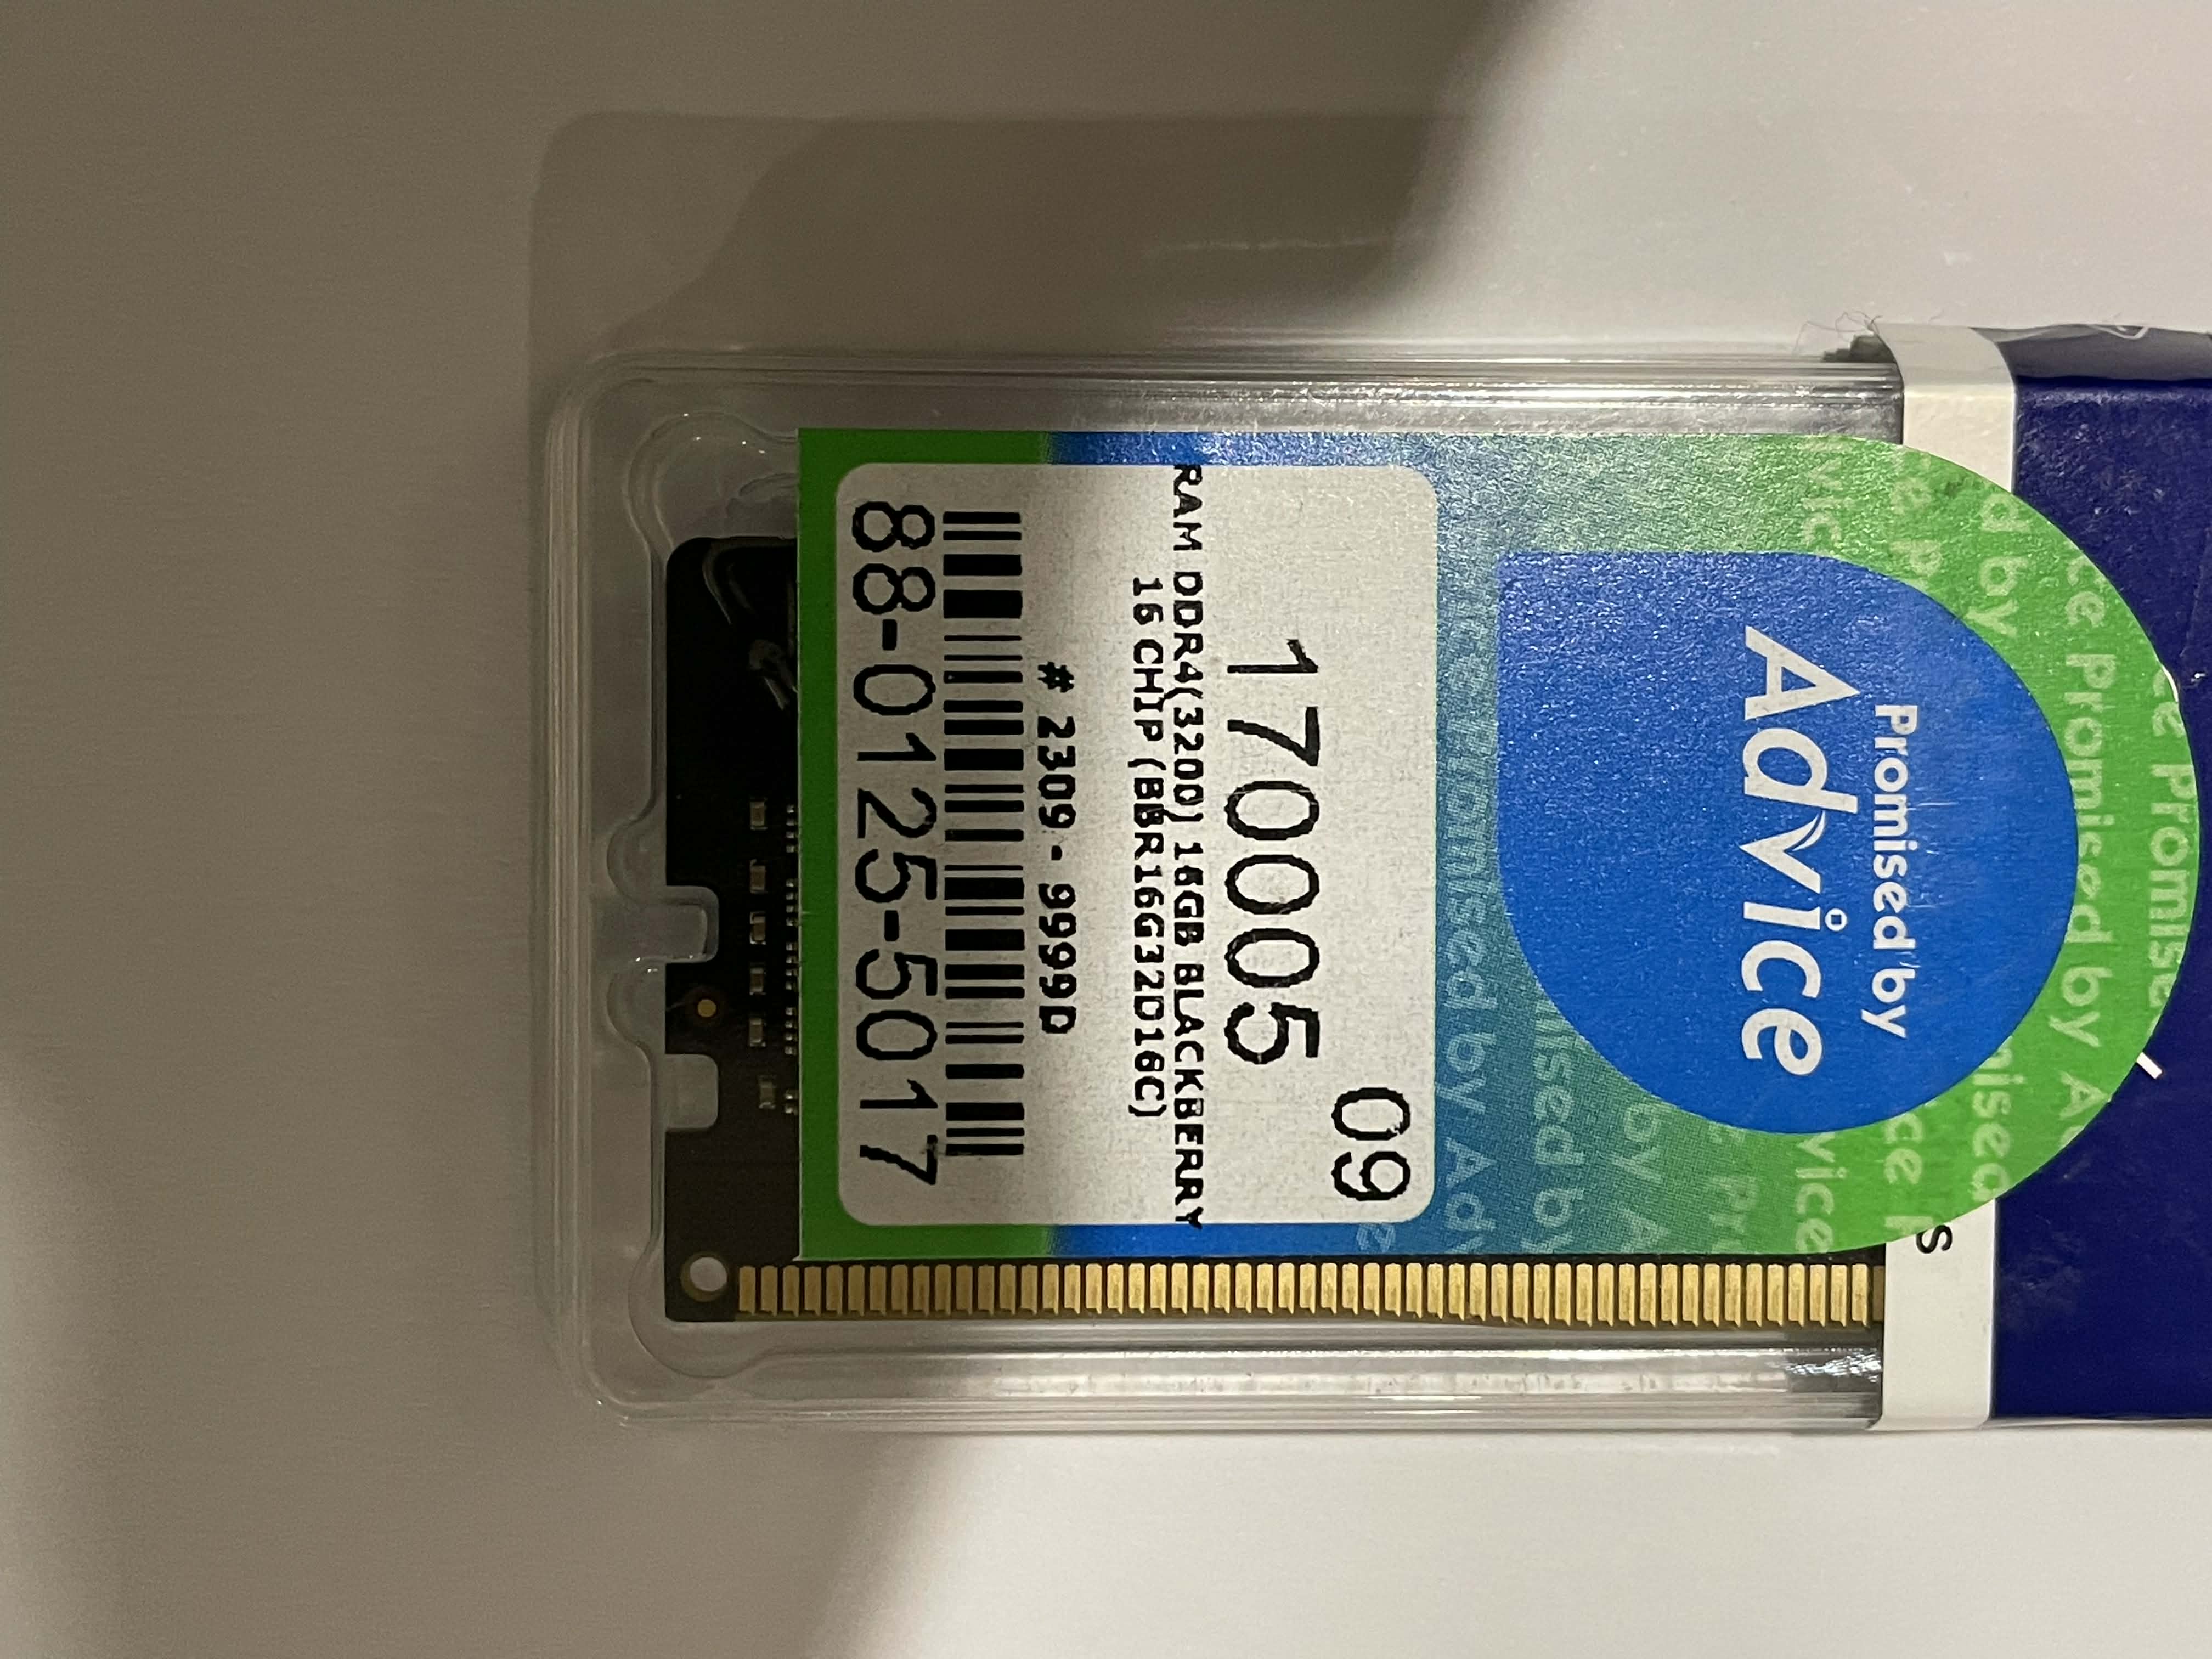 Promised by
Advice
09
170005
RAM DDR4(3200) 16GB BLACKBERRY
16 CHIP (BBR16G32D16C)
# 2309 - 9999D
88-0125-5017